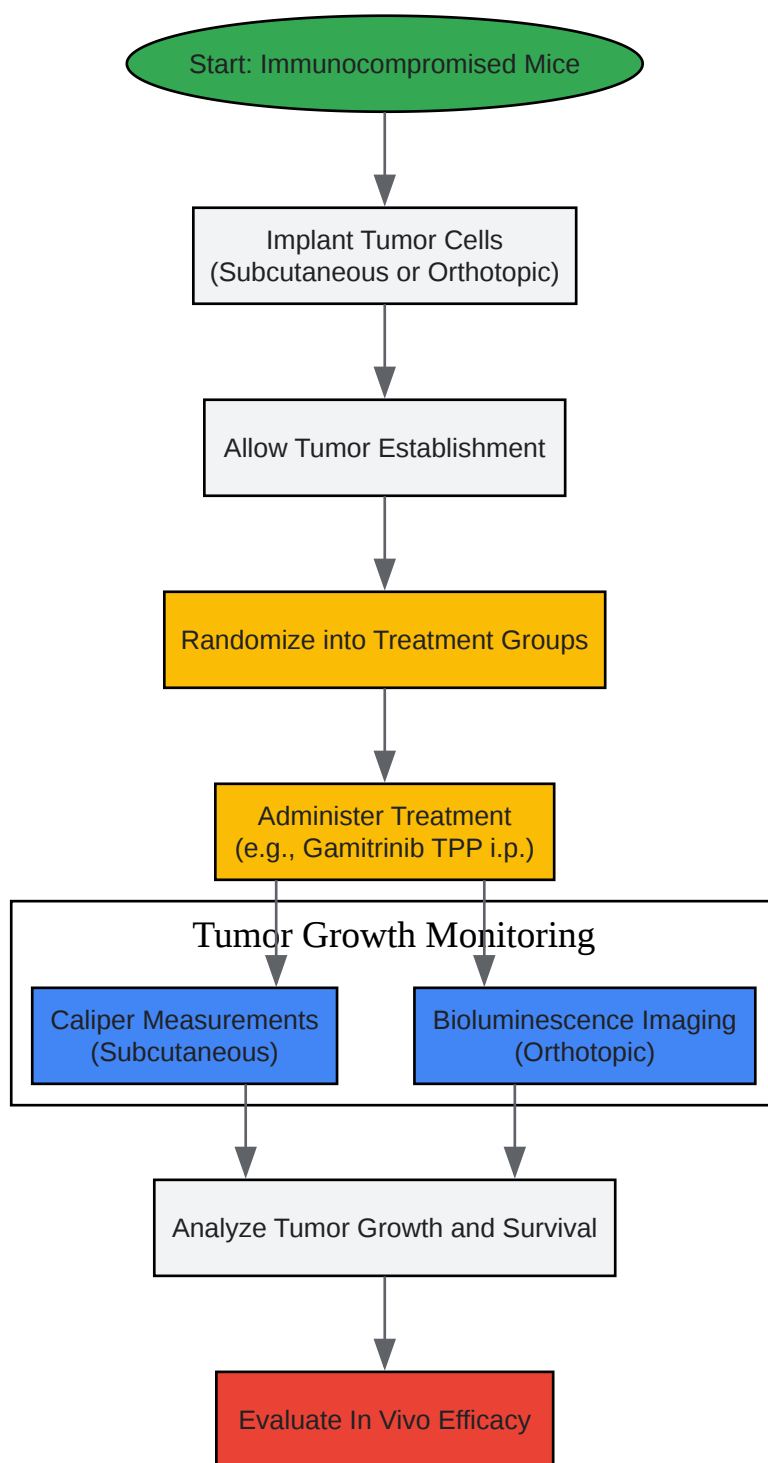 Start: Immunocompromised Mice
Implant Tumor Cells
(Subcutaneous or Orthotopic)
Allow Tumor Establishment
Randomize into Treatment Groups
Administer Treatment
(e.g., Gamitrinib TPP i.p.)
Tumor Growth Monitoring
Caliper Measurements
(Subcutaneous)
Bioluminescence Imaging
(Orthotopic)
Analyze Tumor Growth and Survival
Evaluate In Vivo Efficacy